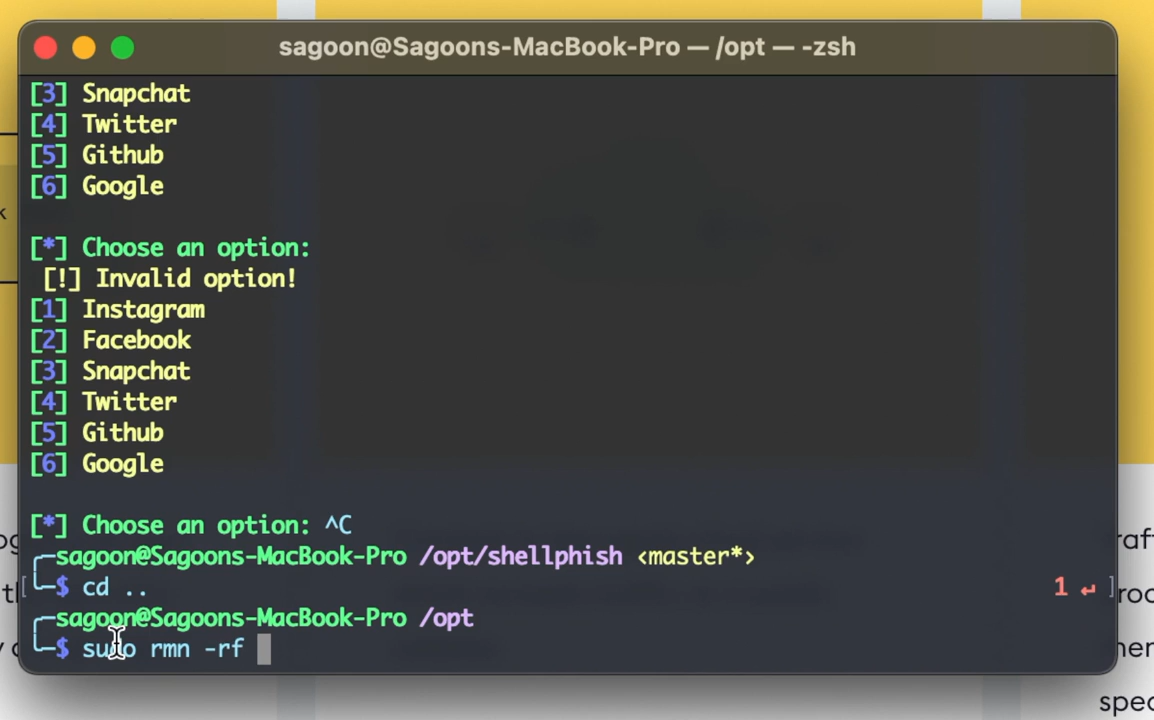 sagoon@Sagoons-MacBook-Pro — /opt — -zsh
[3] Snapchat
[4] Twitter
[5] Github
[6] Google
[*] Choose an option:
[!] Invalid option!
[1] Instagram
[2] Facebook
[3] Snapchat
[4] Twitter
[5] Github
[6] Google
[*] Choose an option: ^C
sagoon@Sagoons-MacBook-Pro /opt/shellphish ‹master*›
$ cd .. 1 ↵
sagoon@Sagoons-MacBook-Pro /opt
$ sudo rmn -rf